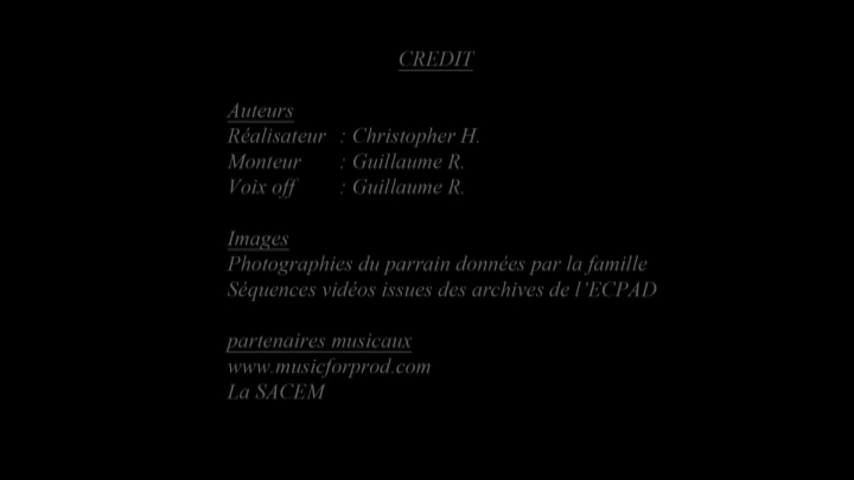 CREDIT
Auteurs
Réalisateur : Christopher H.
Monteur : Guillaume R.
Voix off : Guillaume R.
Images
Photographies du parrain données par la famille
Séquences vidéos issues des archives de l'ECPAD
partenaires musicaux
www.musicforprod.com
La SACEM